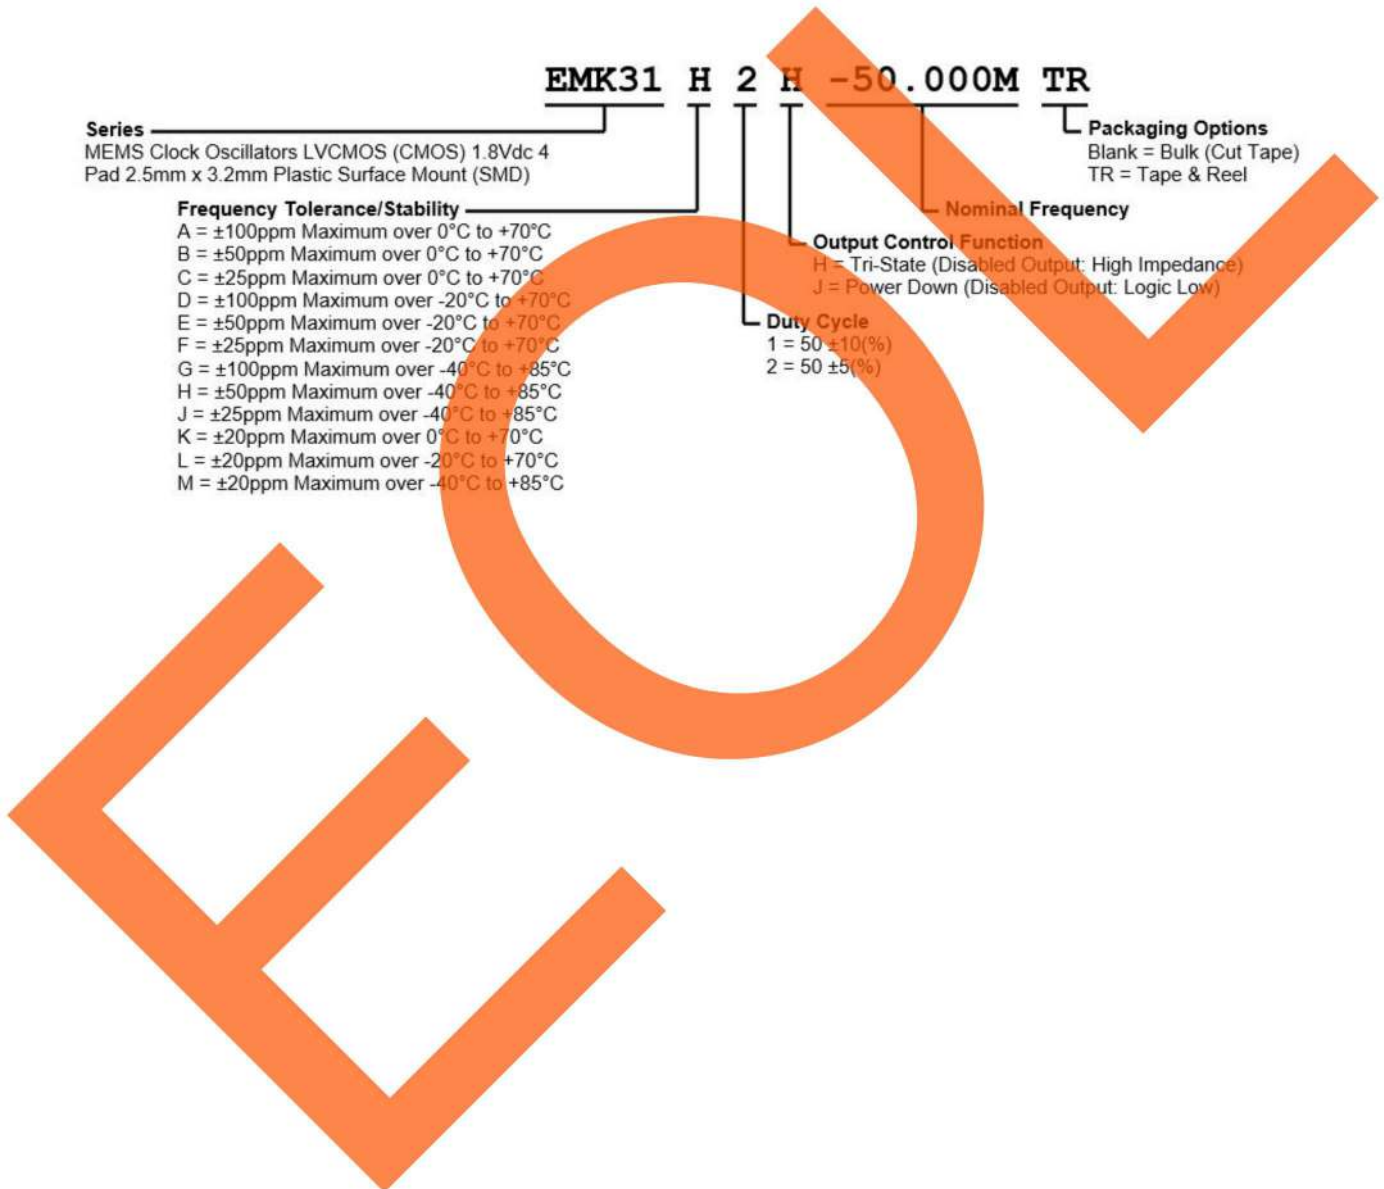 EMK31 H 2 H -50.000M TR
Series
MEMS Clock Oscillators LVCMOS (CMOS) 1.8Vdc 4
Pad 2.5mm x 3.2mm Plastic Surface Mount (SMD)
Frequency Tolerance/Stability
A = ±100ppm Maximum over 0°C to +70°C
B = ±50ppm Maximum over 0°C to +70°C
C = ±25ppm Maximum over 0°C to +70°C
D = ±100ppm Maximum over -20°C to +70°C
E = ±50ppm Maximum over -20°C to +70°C
F = ±25ppm Maximum over -20°C to +70°C
G = ±100ppm Maximum over -40°C to +85°C
H = ±50ppm Maximum over -40°C to +85°C
J = ±25ppm Maximum over -40°C to +85°C
K = ±20ppm Maximum over 0°C to +70°C
L = ±20ppm Maximum over -20°C to +70°C
M = ±20ppm Maximum over -40°C to +85°C
Duty Cycle
1 = 50 ±10(%)
2 = 50 ±5(%)
Output Control Function
H = Tri-State (Disabled Output: High Impedance)
J = Power Down (Disabled Output: Logic Low)
Nominal Frequency
Packaging Options
Blank = Bulk (Cut Tape)
TR = Tape & Reel
EOL